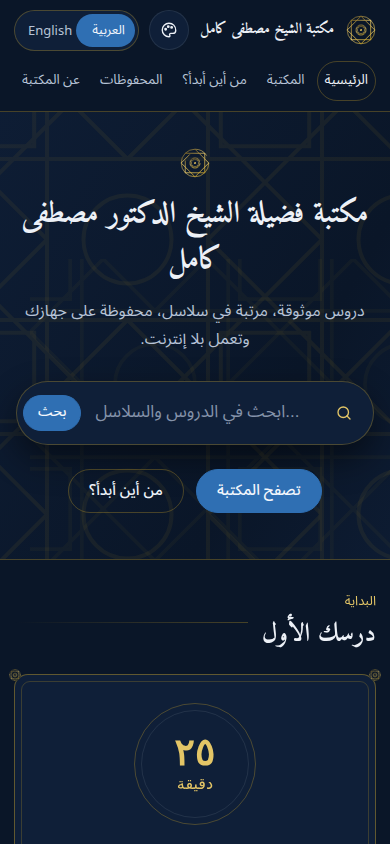 مكتبة الشيخ مصطفى كامل
العربية
English
الرئيسية
المكتبة
من أين أبدأ؟
المحفوظات
عن المكتبة
مكتبة فضيلة الشيخ الدكتور مصطفى
كامل
دروس موثوقة، مرتبة في سلاسل، محفوظة على جهازك
وتعمل بلا إنترنت.
ابحث في الدروس والسلاسل...
بحث
تصفح المكتبة
من أين أبدأ؟
البداية
درسك الأول
٢٥
دقيقة